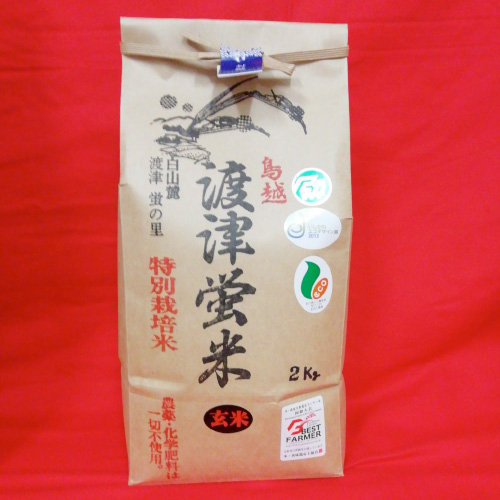 鳥越
渡津蛍米
白山麓
渡津 蛍の里
特別栽培米
2Kg
玄米
農薬・化学肥料は
一切不使用。
BEST
FARMER